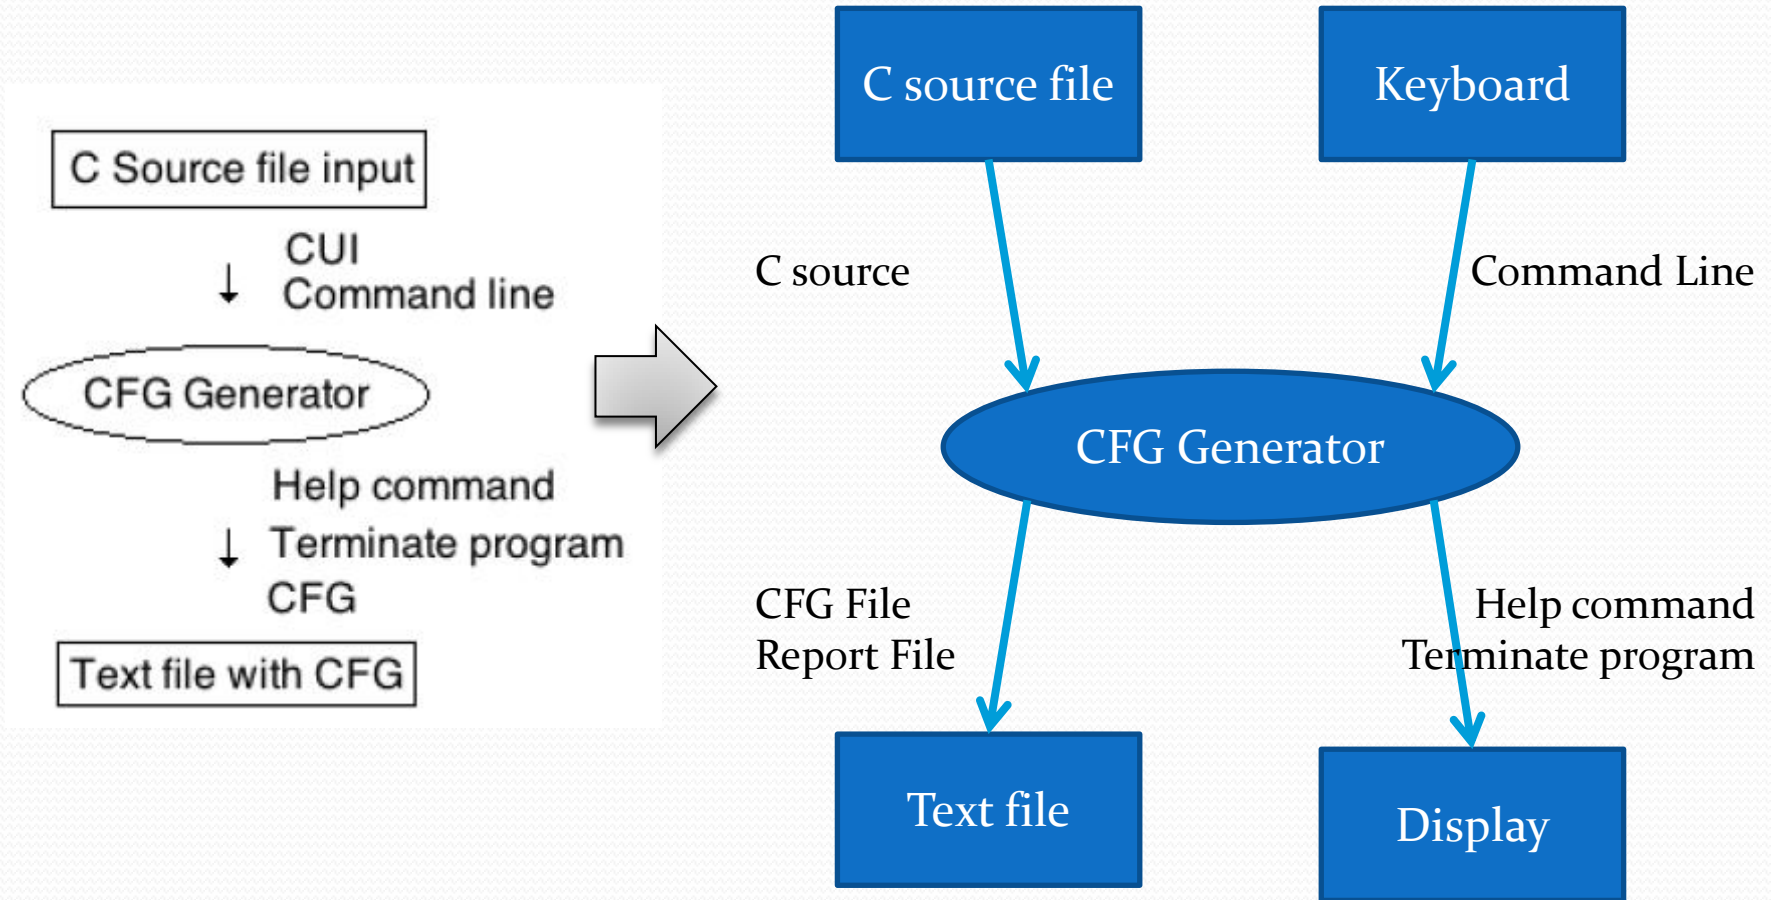 C Source file input
CUI
Command line
CFG Generator
Help command
Terminate program
CFG
Text file with CFG
C source file
Keyboard
C source
Command Line
CFG Generator
CFG File
Report File
Help command
Terminate program
Text file
Display